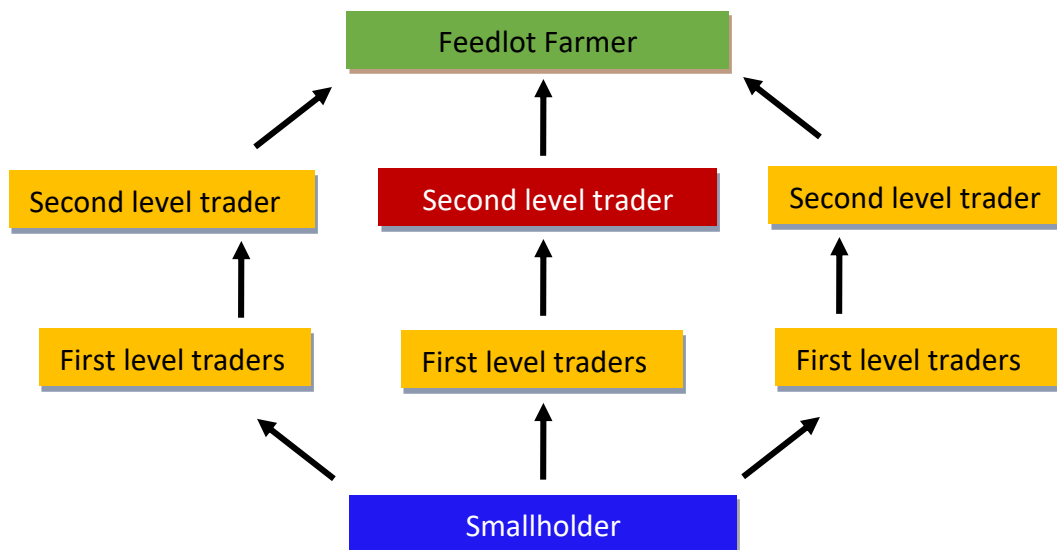 Feedlot Farmer
Second level trader
Second level trader
Second level trader
First level traders
First level traders
First level traders
Smallholder